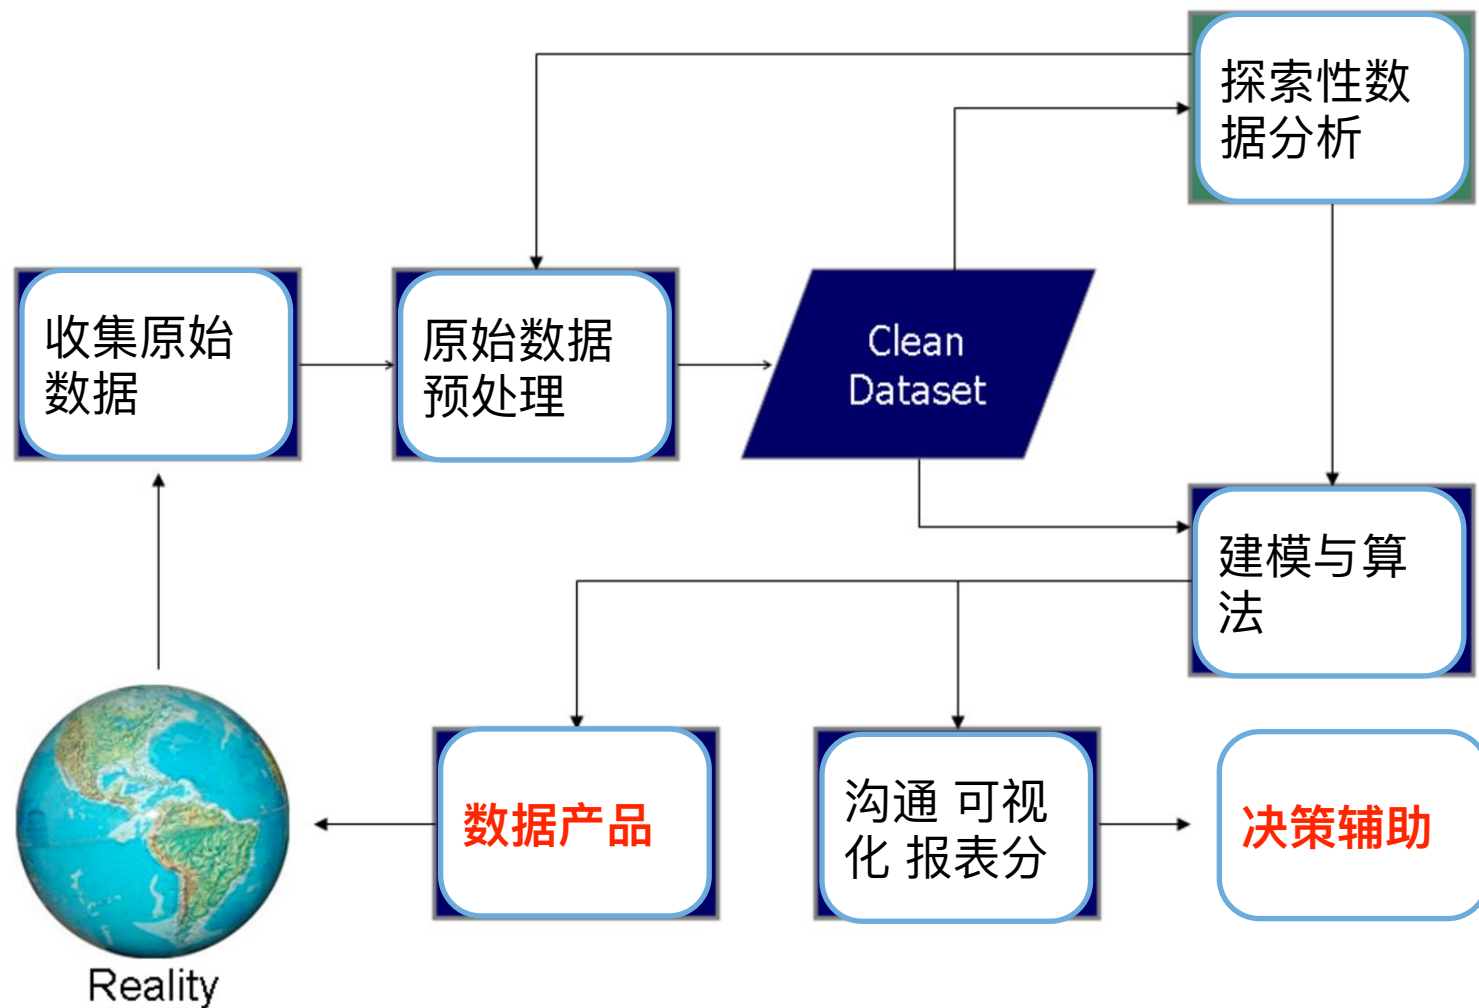 探索性数
据分析
收集原始
数据
原始数据
预处理
Clean
Dataset
建模与算
法
数据产品
沟通 可视
化 报表分
决策辅助
Reality